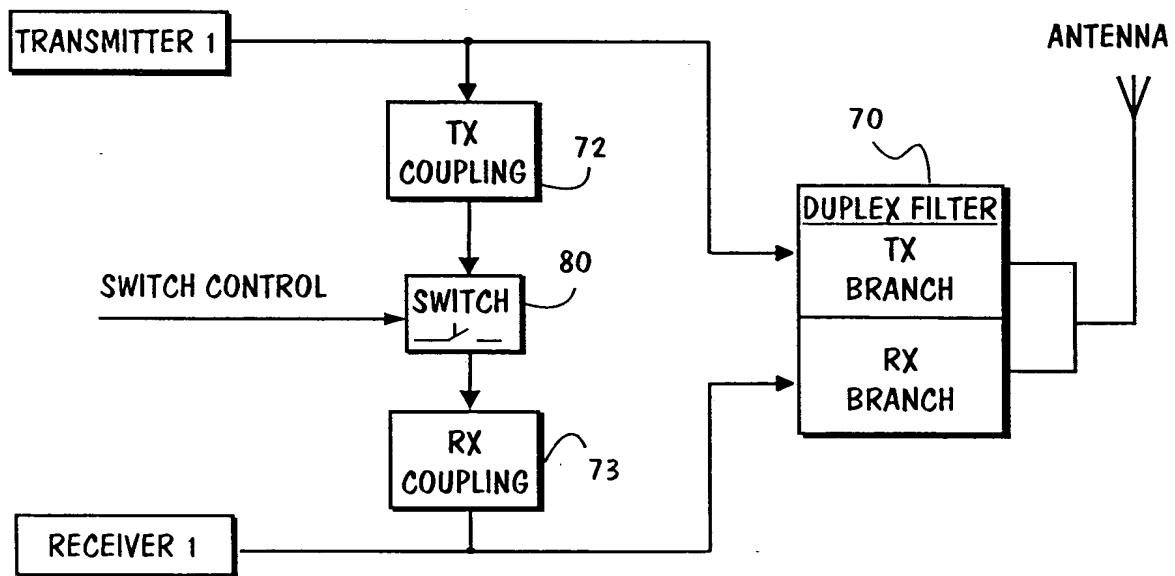 TRANSMITTER 1
ANTENNA
TX
COUPLING
72
70
DUPLEX FILTER
TX
BRANCH
SWITCH CONTROL
SWITCH
80
RX
BRANCH
RX
COUPLING
73
RECEIVER 1